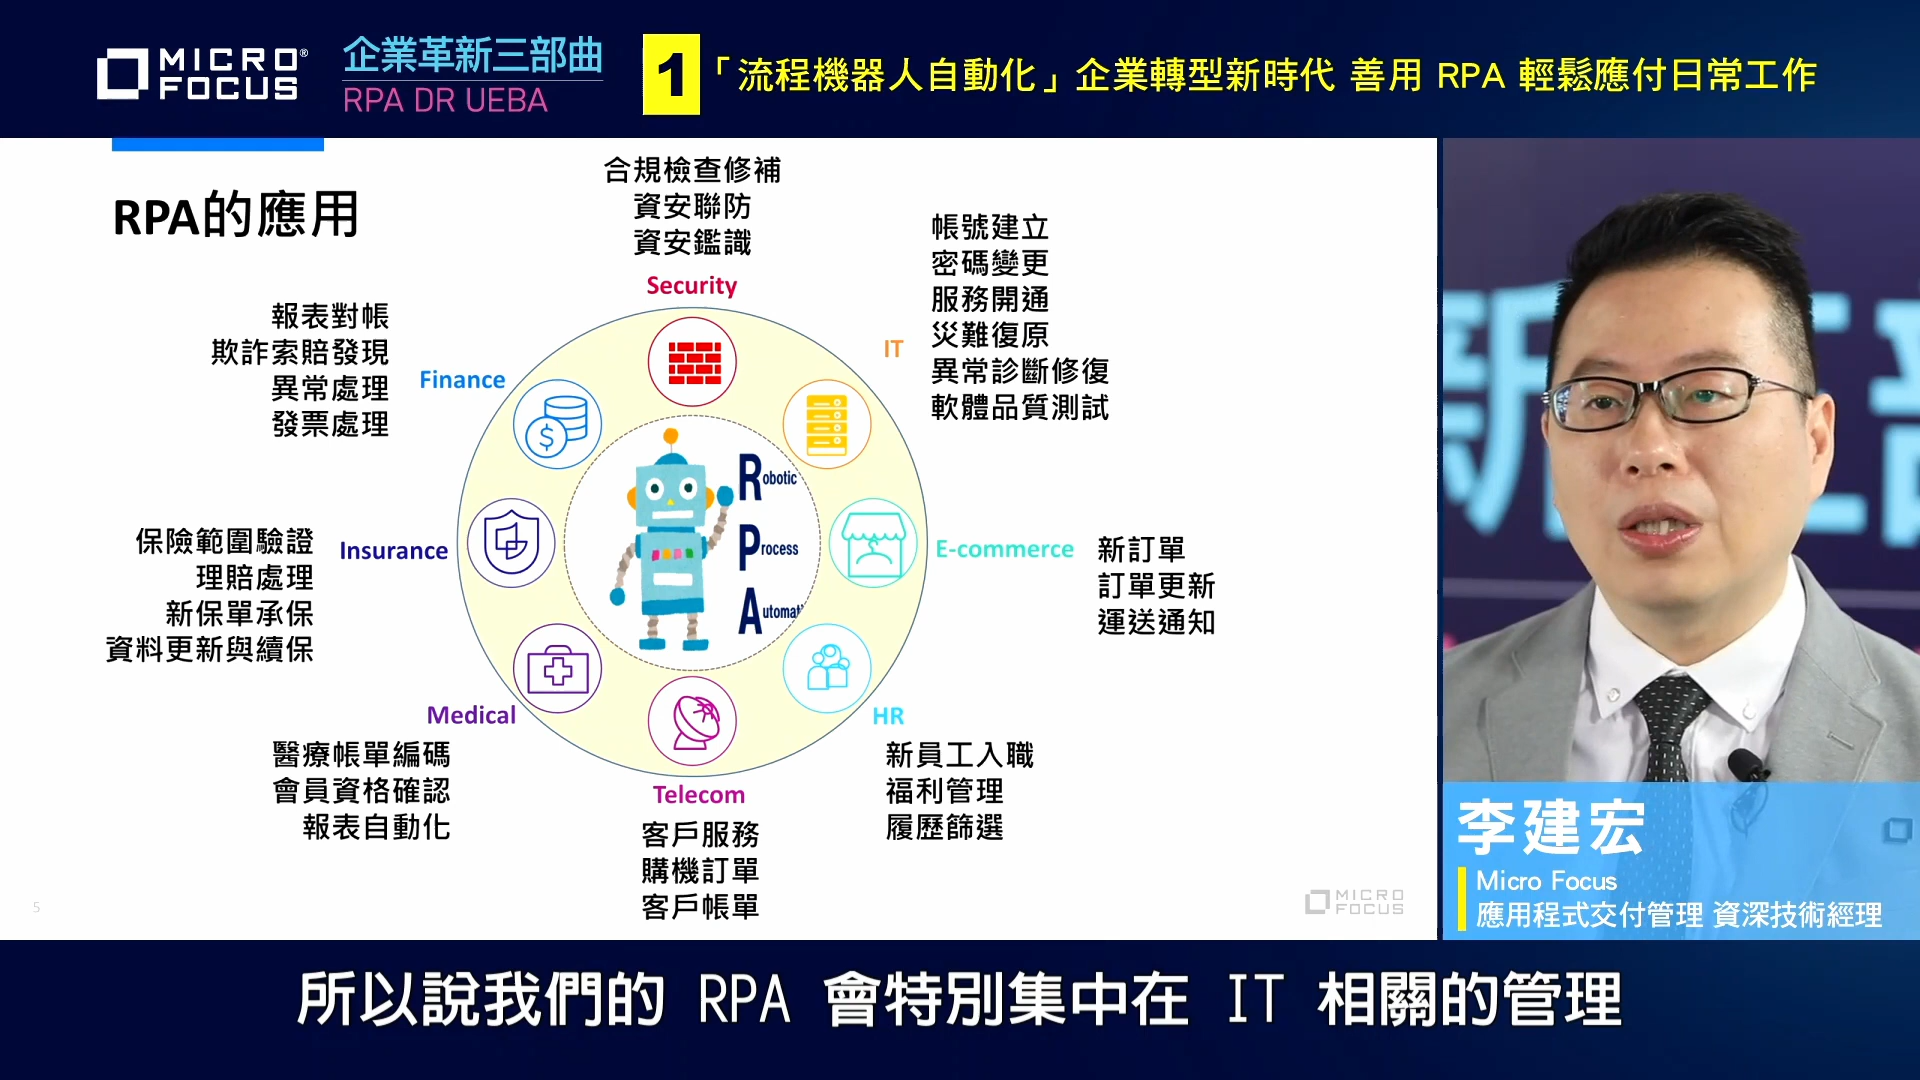 MICRO FOCUS®
企業革新三部曲
RPA DR UEBA
1
「流程機器人自動化」企業轉型新時代 善用 RPA 輕鬆應付日常工作
RPA的應用
合規檢查修補
資安聯防
資安鑑識
Security
帳號建立
密碼變更
服務開通
災難復原
異常診斷修復
軟體品質測試
IT
報表對帳
欺詐索賠發現
異常處理
發票處理
Finance
Robotic
Process
Automat
保險範圍驗證
理賠處理
新保單承保
資料更新與續保
Insurance
E-commerce
新訂單
訂單更新
運送通知
Medical
醫療帳單編碼
會員資格確認
報表自動化
Telecom
客戶服務
購機訂單
客戶帳單
HR
新員工入職
福利管理
履歷篩選
5
MICRO FOCUS
新三部
李建宏
Micro Focus
應用程式交付管理 資深技術經理
所以說我們的 RPA 會特別集中在 IT 相關的管理